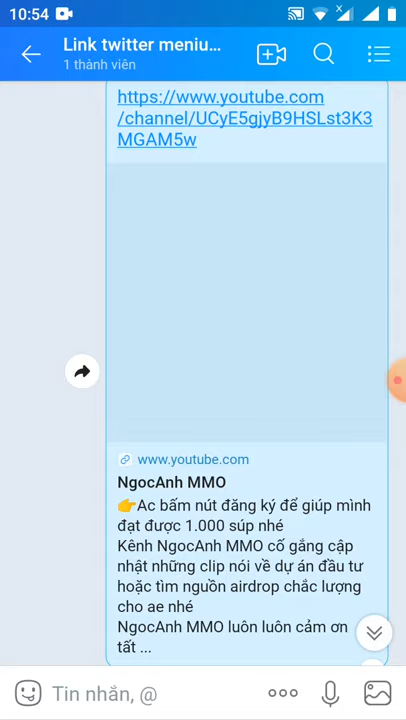 10:54
Link twitter meniu...
1 thành viên
https://www.youtube.com
/channel/UCyE5gjyB9HSLst3K3
MGAM5w
www.youtube.com
NgocAnh MMO
👉Ac bấm nút đăng ký để giúp mình
đạt được 1.000 súp nhé
Kênh NgocAnh MMO cố gắng cập
nhật những clip nói về dự án đầu tư
hoặc tìm nguồn airdrop chắc lượng
cho ae nhé
NgocAnh MMO luôn luôn cảm ơn
tất ...
Tin nhắn, @